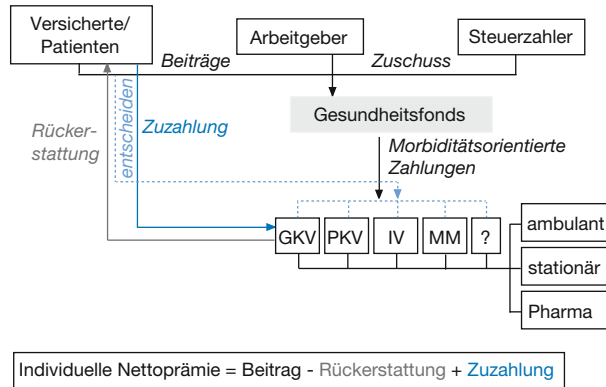 Versicherte/
Patienten
Arbeitgeber
Steuerzahler
Beiträge
Zuschuss
entscheiden
Zuzahlung
Rücker-
stattung
Gesundheitsfonds
Morbiditätsorientierte
Zahlungen
GKV
PKV
IV
MM
?
ambulant
stationär
Pharma
Individuelle Nettoprämie = Beitrag - Rückerstattung + Zuzahlung